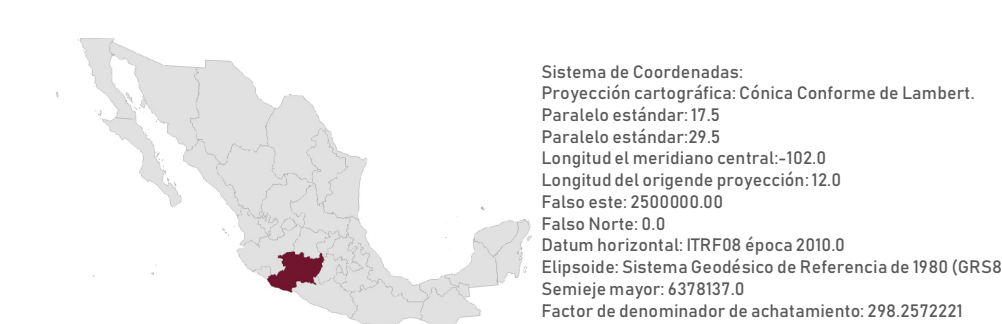 Sistema de Coordenadas:
Proyección cartográfica: Cónica Conforme de Lambert.
Paralelo estándar: 17.5
Paralelo estándar:29.5
Longitud el meridiano central:-102.0
Longitud del origende proyección: 12.0
Falso este: 2500000.00
Falso Norte: 0.0
Datum horizontal: ITRF08 época 2010.0
Elipsoide: Sistema Geodésico de Referencia de 1980 (GRS8
Semieje mayor: 6378137.0
Factor de denominador de achatamiento: 298.2572221